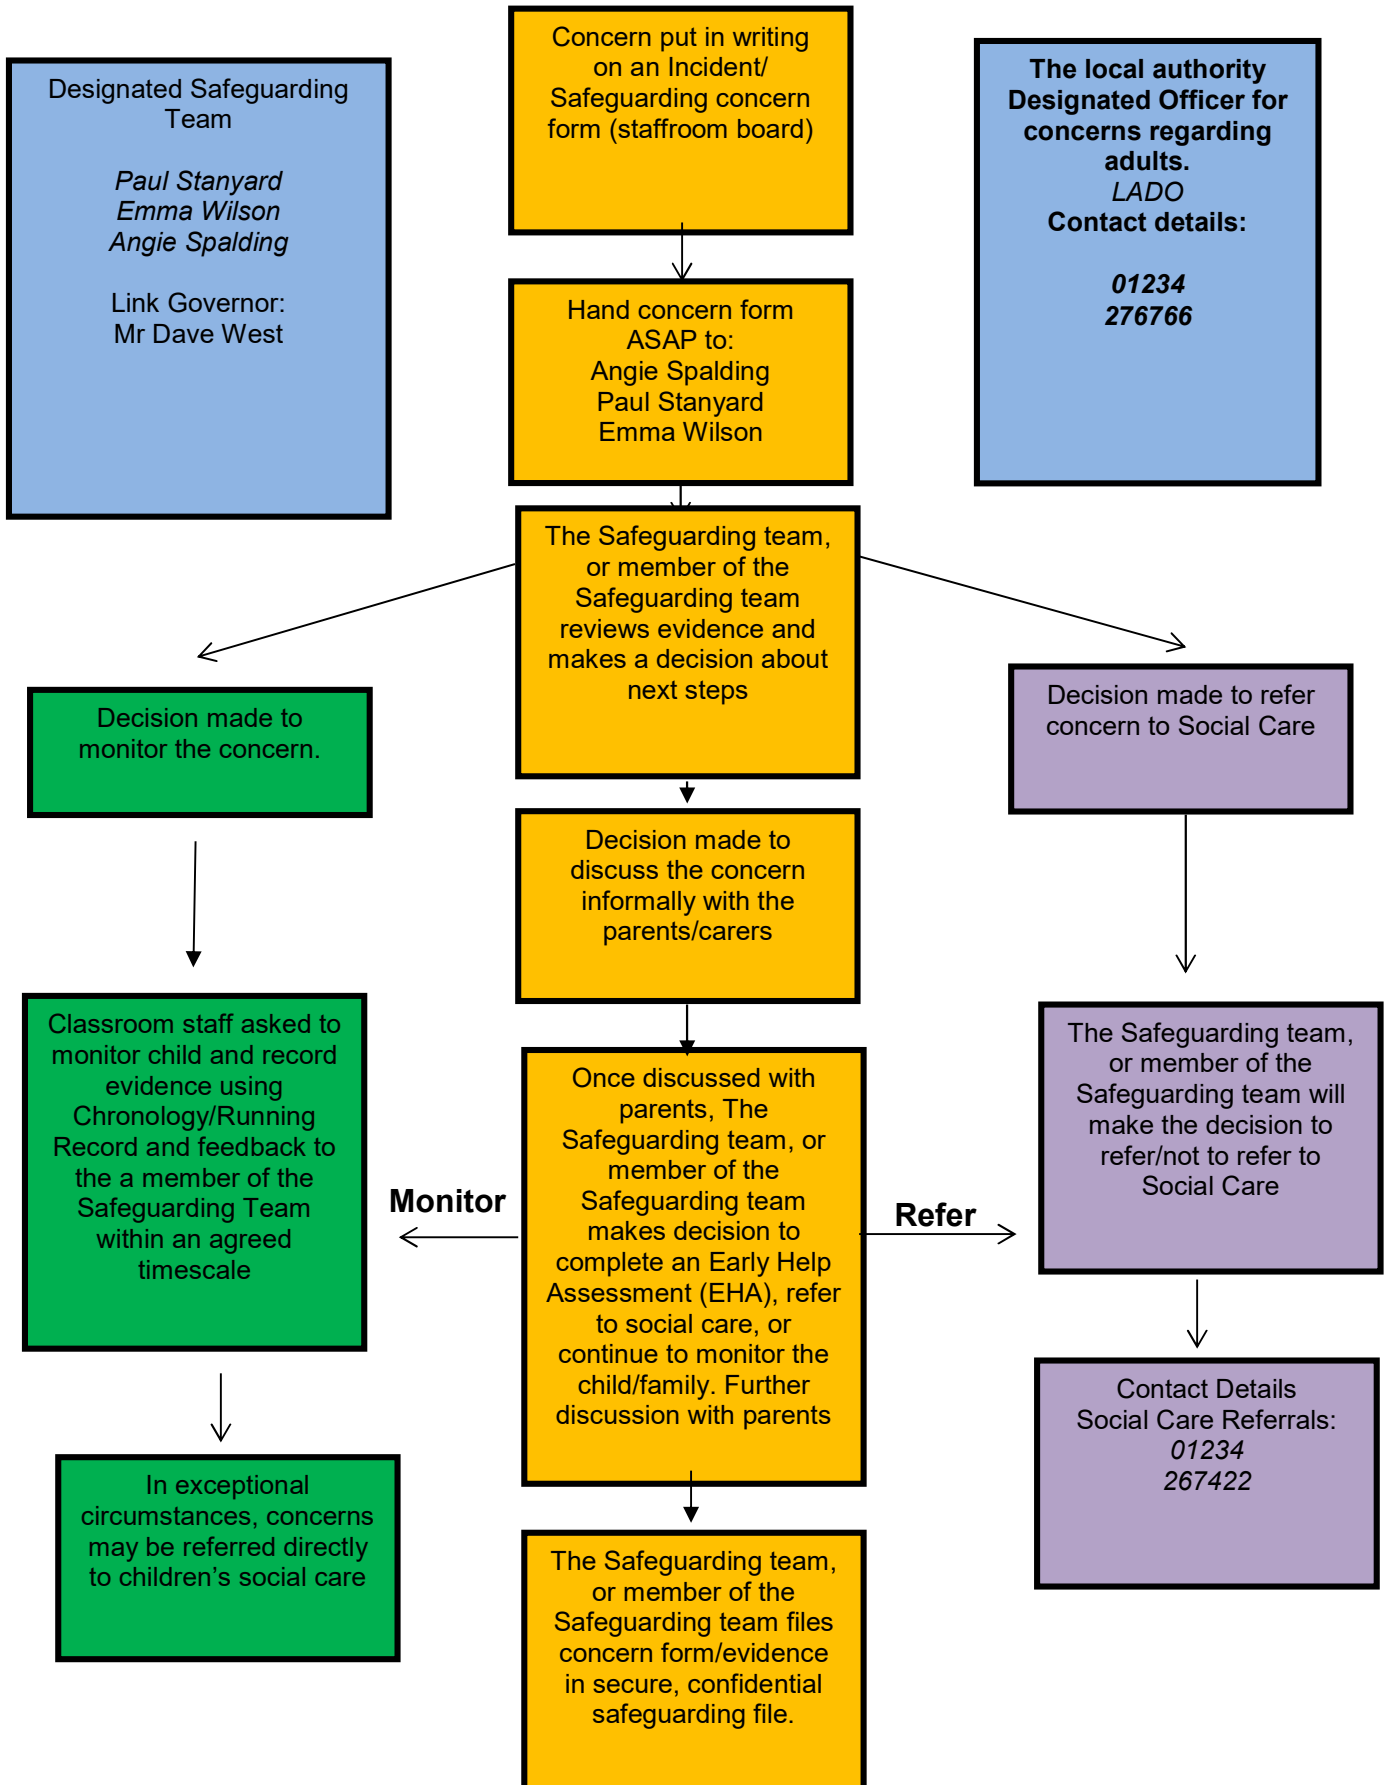 Concern put in writing
on an Incident/
Safeguarding concern
form (staffroom board)
Designated Safeguarding
Team
Paul Stanyard
Emma Wilson
Angie Spalding
Link Governor:
Mr Dave West
The local authority
Designated Officer for
concerns regarding
adults.
LADO
Contact details:
01234
276766
Hand concern form
ASAP to:
Angie Spalding
Paul Stanyard
Emma Wilson
The Safeguarding team,
or member of the
Safeguarding team
reviews evidence and
makes a decision about
next steps
Decision made to
monitor the concern.
Decision made to refer
concern to Social Care
Decision made to
discuss the concern
informally with the
parents/carers
Classroom staff asked to
monitor child and record
evidence using
Chronology/Running
Record and feedback to
the a member of the
Safeguarding Team
within an agreed
timescale
Monitor
Once discussed with
parents, The
Safeguarding team, or
member of the
Safeguarding team
makes decision to
complete an Early Help
Assessment (EHA), refer
to social care, or
continue to monitor the
child/family. Further
discussion with parents
Refer
The Safeguarding team,
or member of the
Safeguarding team will
make the decision to
refer/not to refer to
Social Care
Contact Details
Social Care Referrals:
01234
267422
In exceptional
circumstances, concerns
may be referred directly
to children’s social care
The Safeguarding team,
or member of the
Safeguarding team files
concern form/evidence
in secure, confidential
safeguarding file.